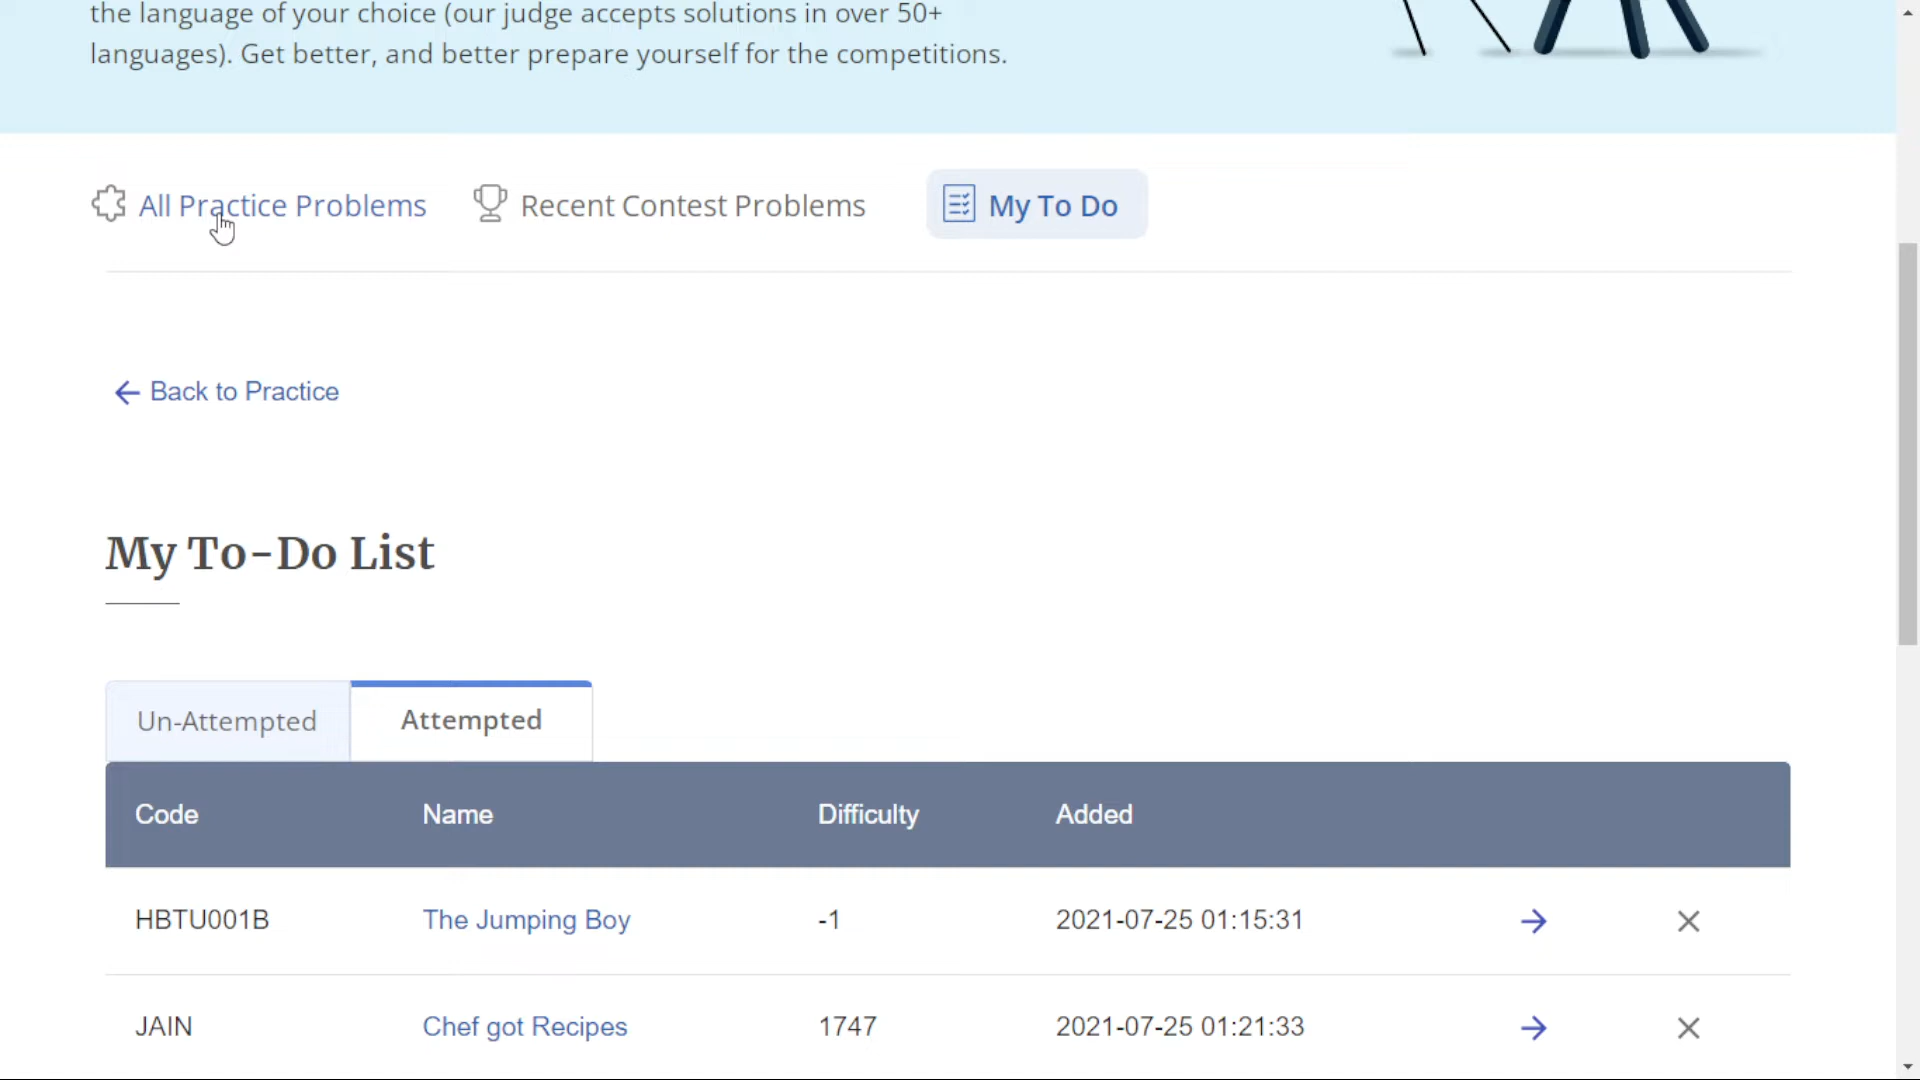 the language of your choice (our judge accepts solutions in over 50+
languages). Get better, and better prepare yourself for the competitions.
All Practice Problems Recent Contest Problems My To Do
Back to Practice
My To-Do List
Un-Attempted Attempted
Code Name Difficulty Added
HBTU001B The Jumping Boy -1 2021-07-25 01:15:31
JAIN Chef got Recipes 1747 2021-07-25 01:21:33